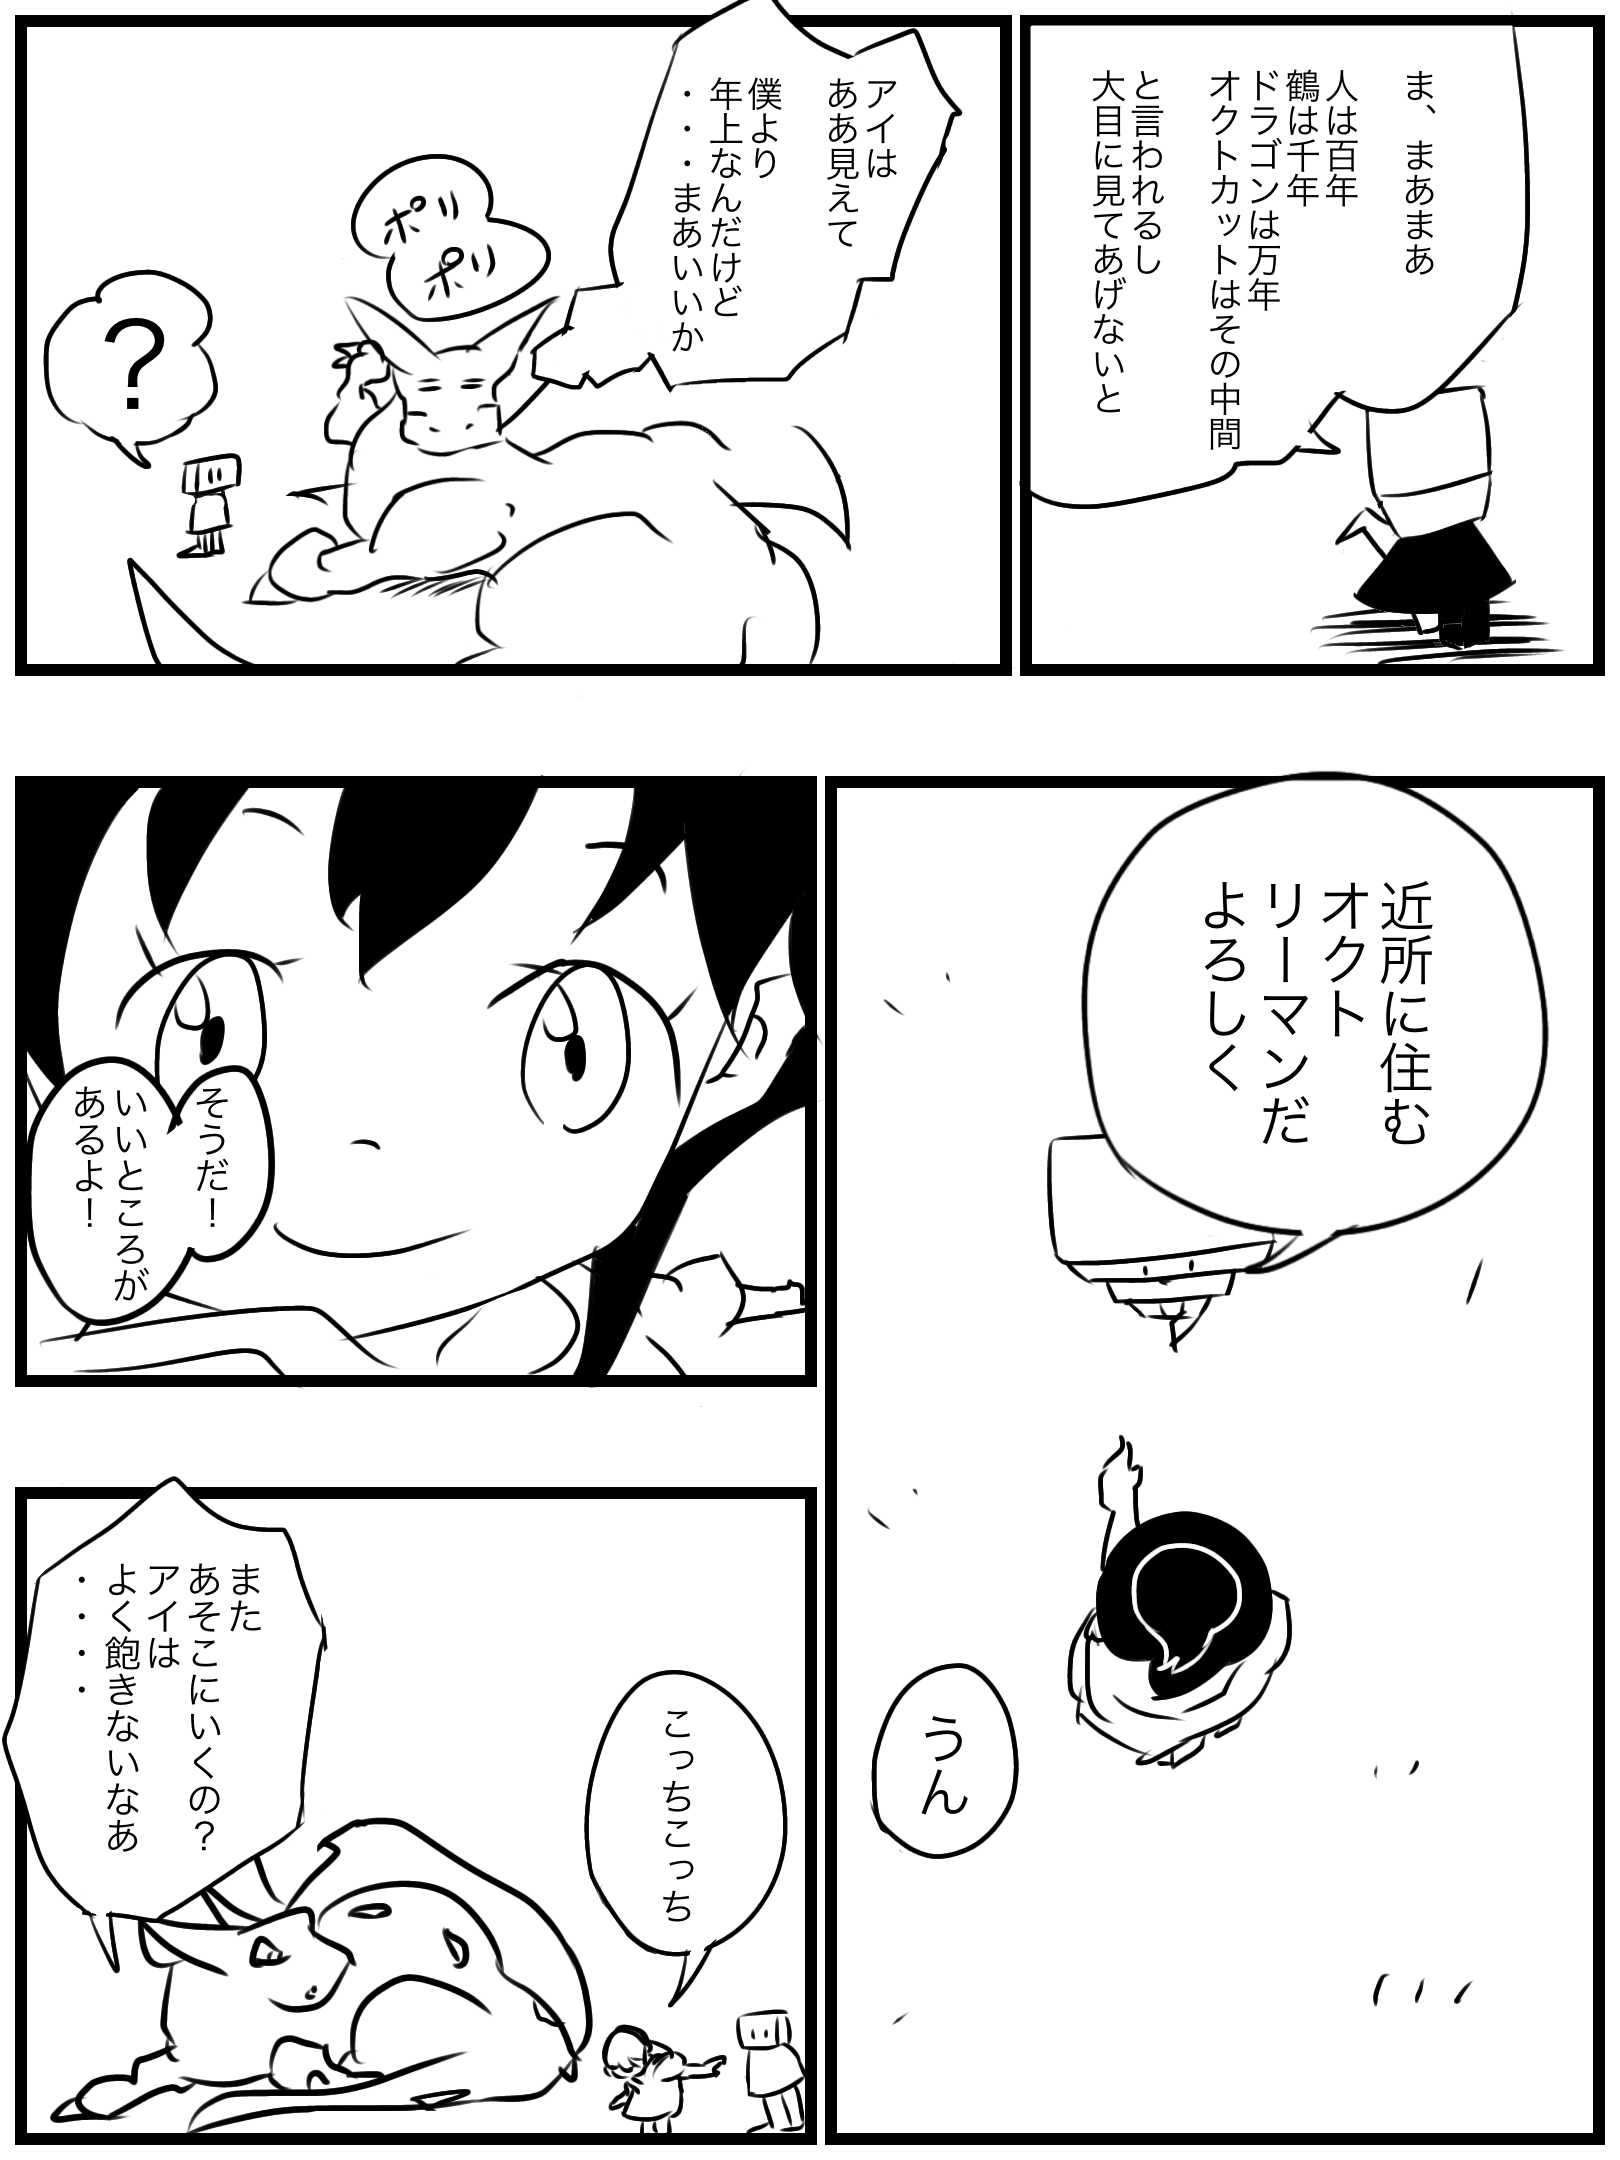 ま、まあまあ
人は百年
鶴は千年
ドラゴンは万年
オクトカットはその中間
と言われるし
大目に見てあげないと
アイは
ああ見えて
僕より
年上なんだけど
・・・まあいいか
ポリ
ポリ
?
近所に住む
オクト
リーマンだ
よろしく
うん
そうだ!
いいところが
あるよ!
こっちこっち
また
あそこにいくの?
アイは
よく飽きないなあ
・・・・